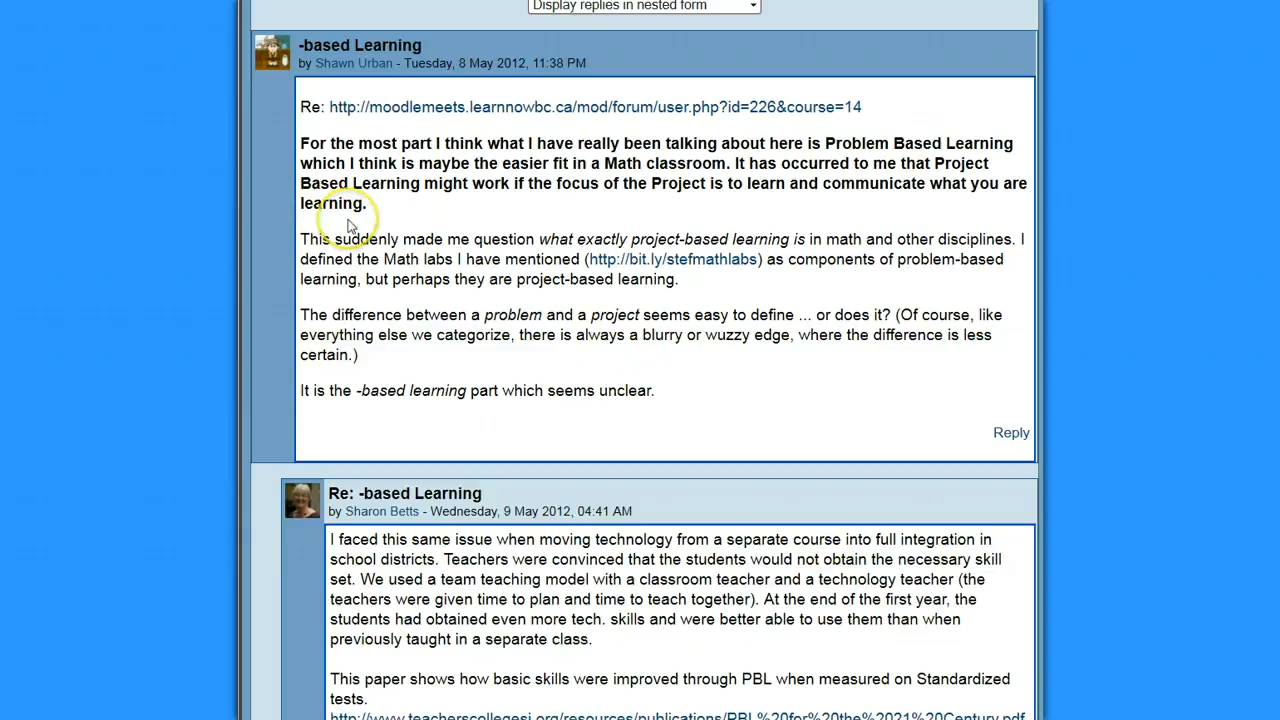 Display replies in nested form
-based Learning
by Shawn Urban - Tuesday, 8 May 2012, 11:38 PM
Re: http://moodlemeets.learnnowbc.ca/mod/forum/user.php?id=226&course=14
For the most part I think what I have really been talking about here is Problem Based Learning
which I think is maybe the easier fit in a Math classroom. It has occurred to me that Project
Based Learning might work if the focus of the Project is to learn and communicate what you are
learning.
This suddenly made me question what exactly project-based learning is in math and other disciplines. I
defined the Math labs I have mentioned (http://bit.ly/stefmathlabs) as components of problem-based
learning, but perhaps they are project-based learning.
The difference between a problem and a project seems easy to define ... or does it? (Of course, like
everything else we categorize, there is always a blurry or wuzzy edge, where the difference is less
certain.)
It is the -based learning part which seems unclear.
Reply
Re: -based Learning
by Sharon Betts - Wednesday, 9 May 2012, 04:41 AM
I faced this same issue when moving technology from a separate course into full integration in
school districts. Teachers were convinced that the students would not obtain the necessary skill
set. We used a team teaching model with a classroom teacher and a technology teacher (the
teachers were given time to plan and time to teach together). At the end of the first year, the
students had obtained even more tech. skills and were better able to use them than when
previously taught in a separate class.
This paper shows how basic skills were improved through PBL when measured on Standardized
tests.
http://www.teacherscollegesj.org/resources/publications/PBL%20for%20the%2021%20Century.pdf